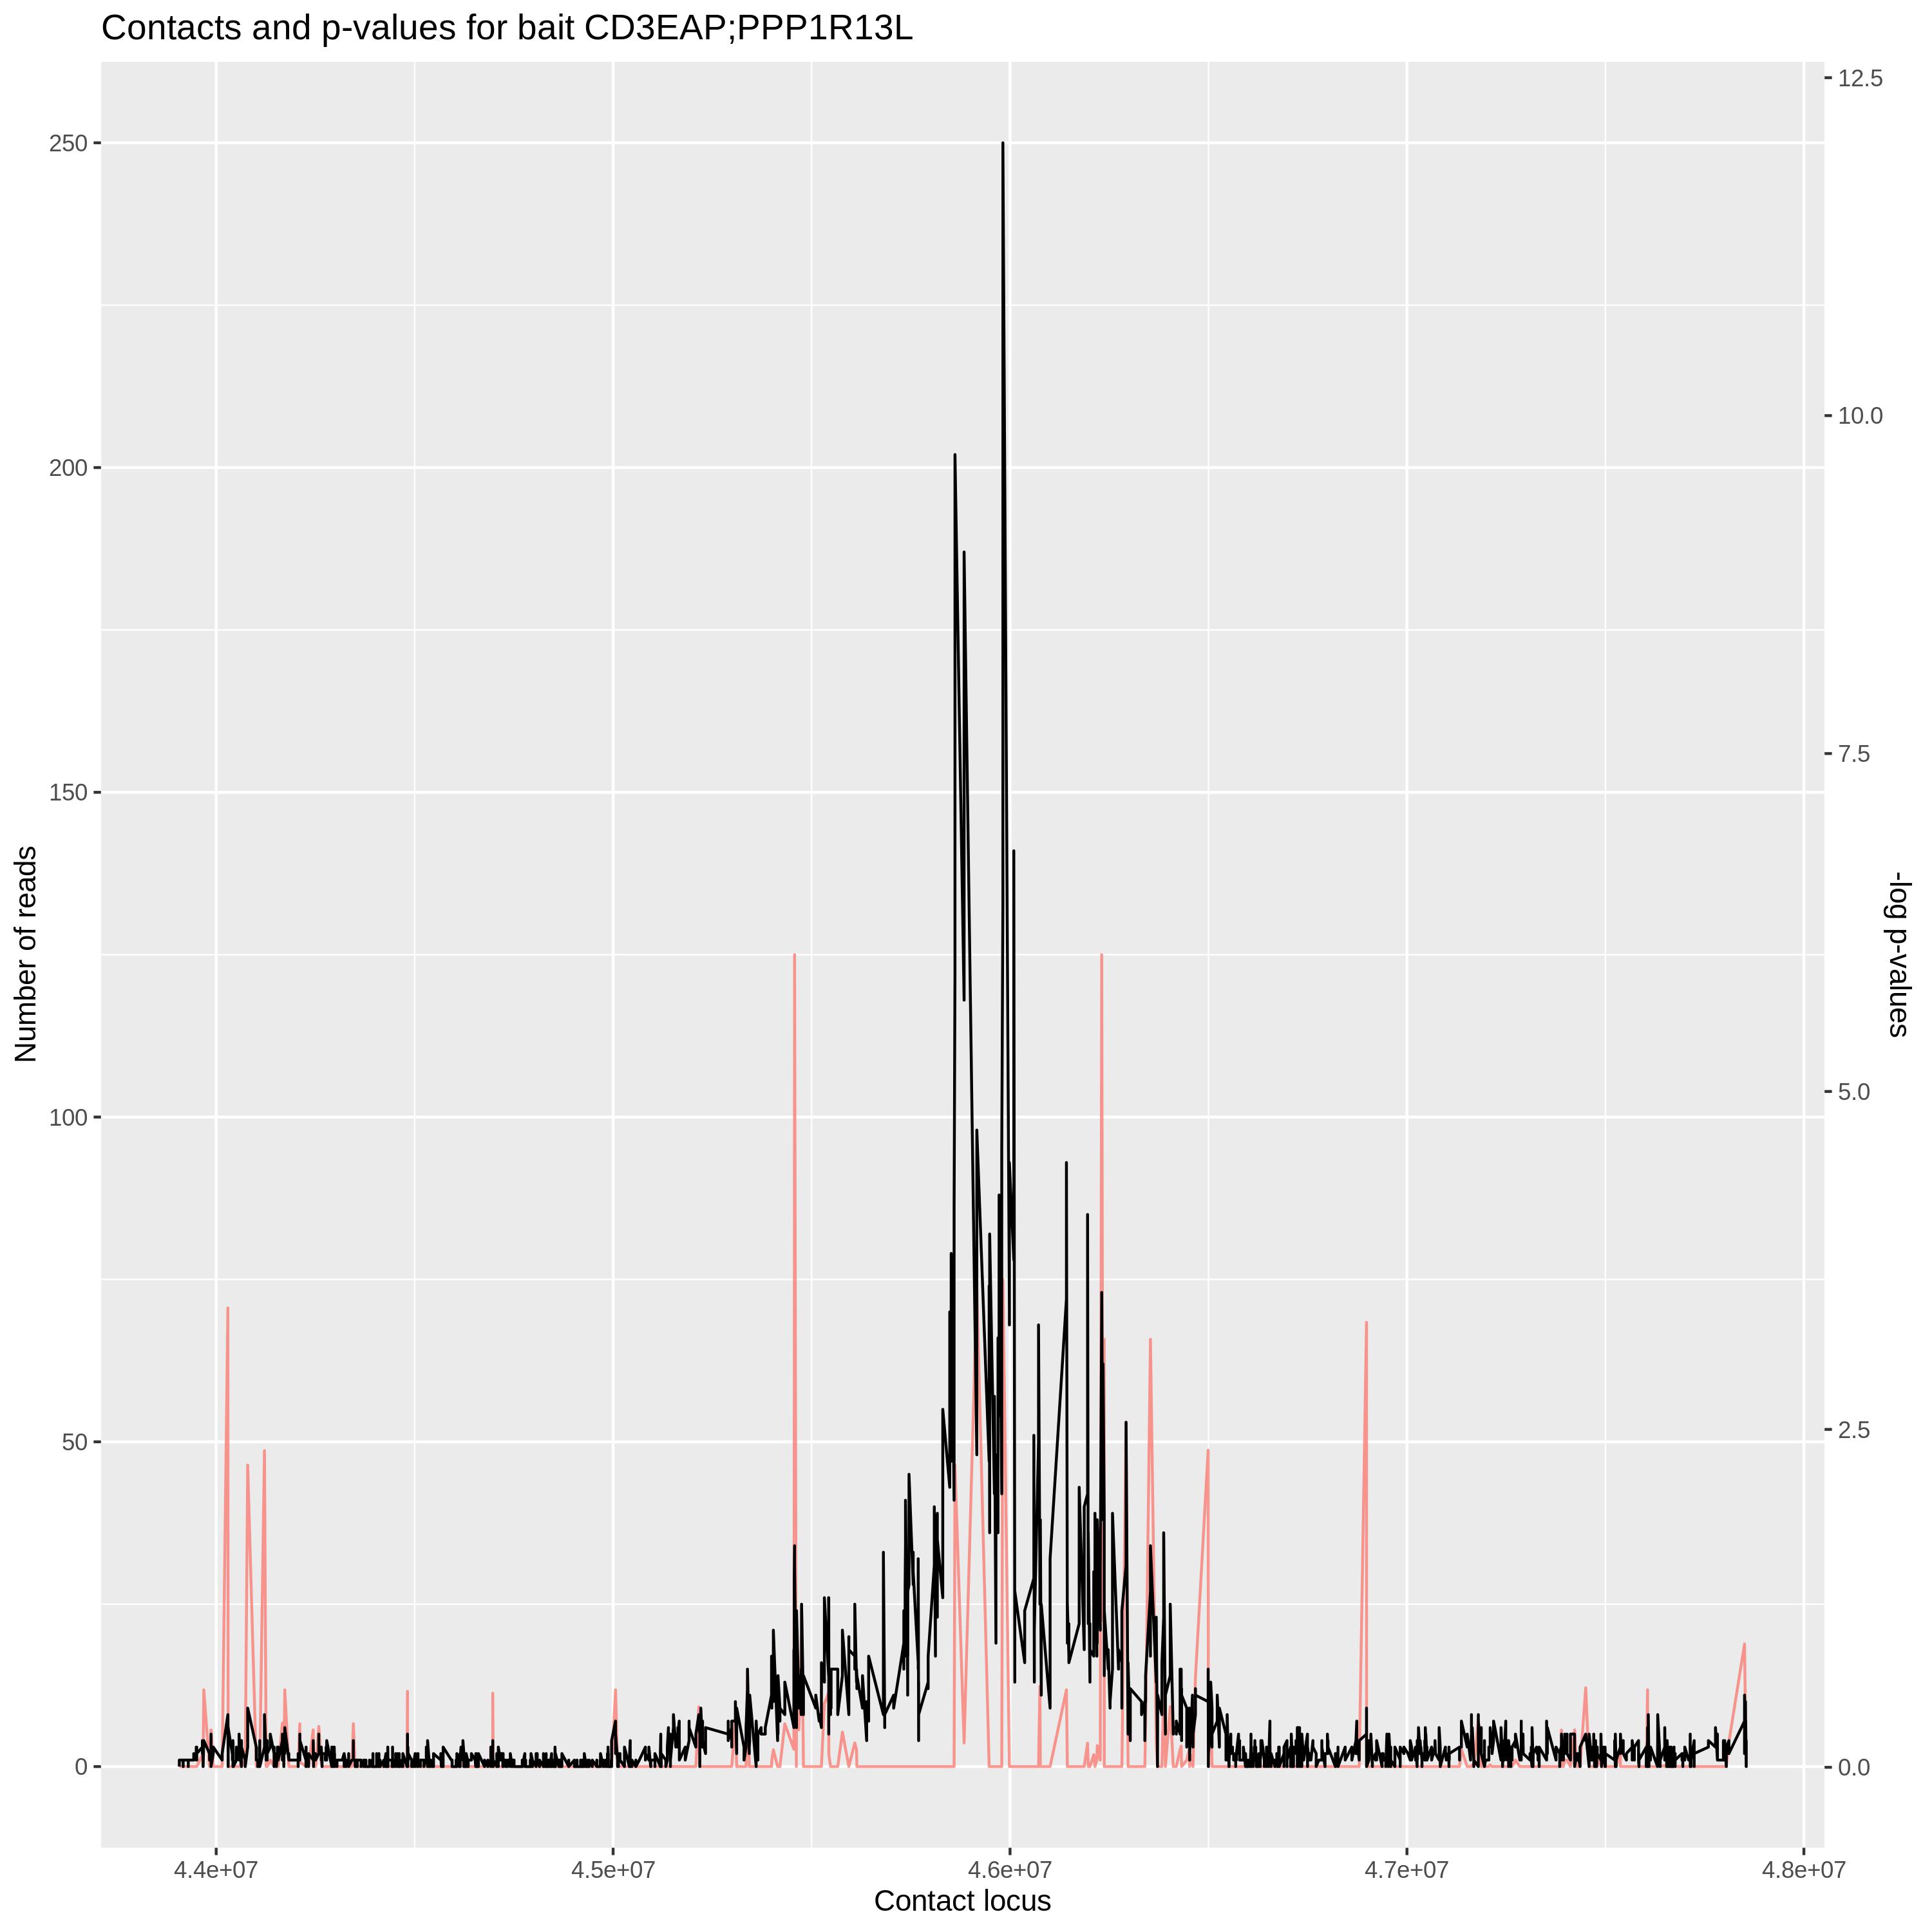 Contacts and p-values for bait CD3EAP;PPP1R13L
Number of reads
250
200
150
100
50
0
12.5
10.0
7.5
5.0
2.5
0.0
-log p-values
4.4e+07
4.5e+07
4.6e+07
4.7e+07
4.8e+07
Contact locus